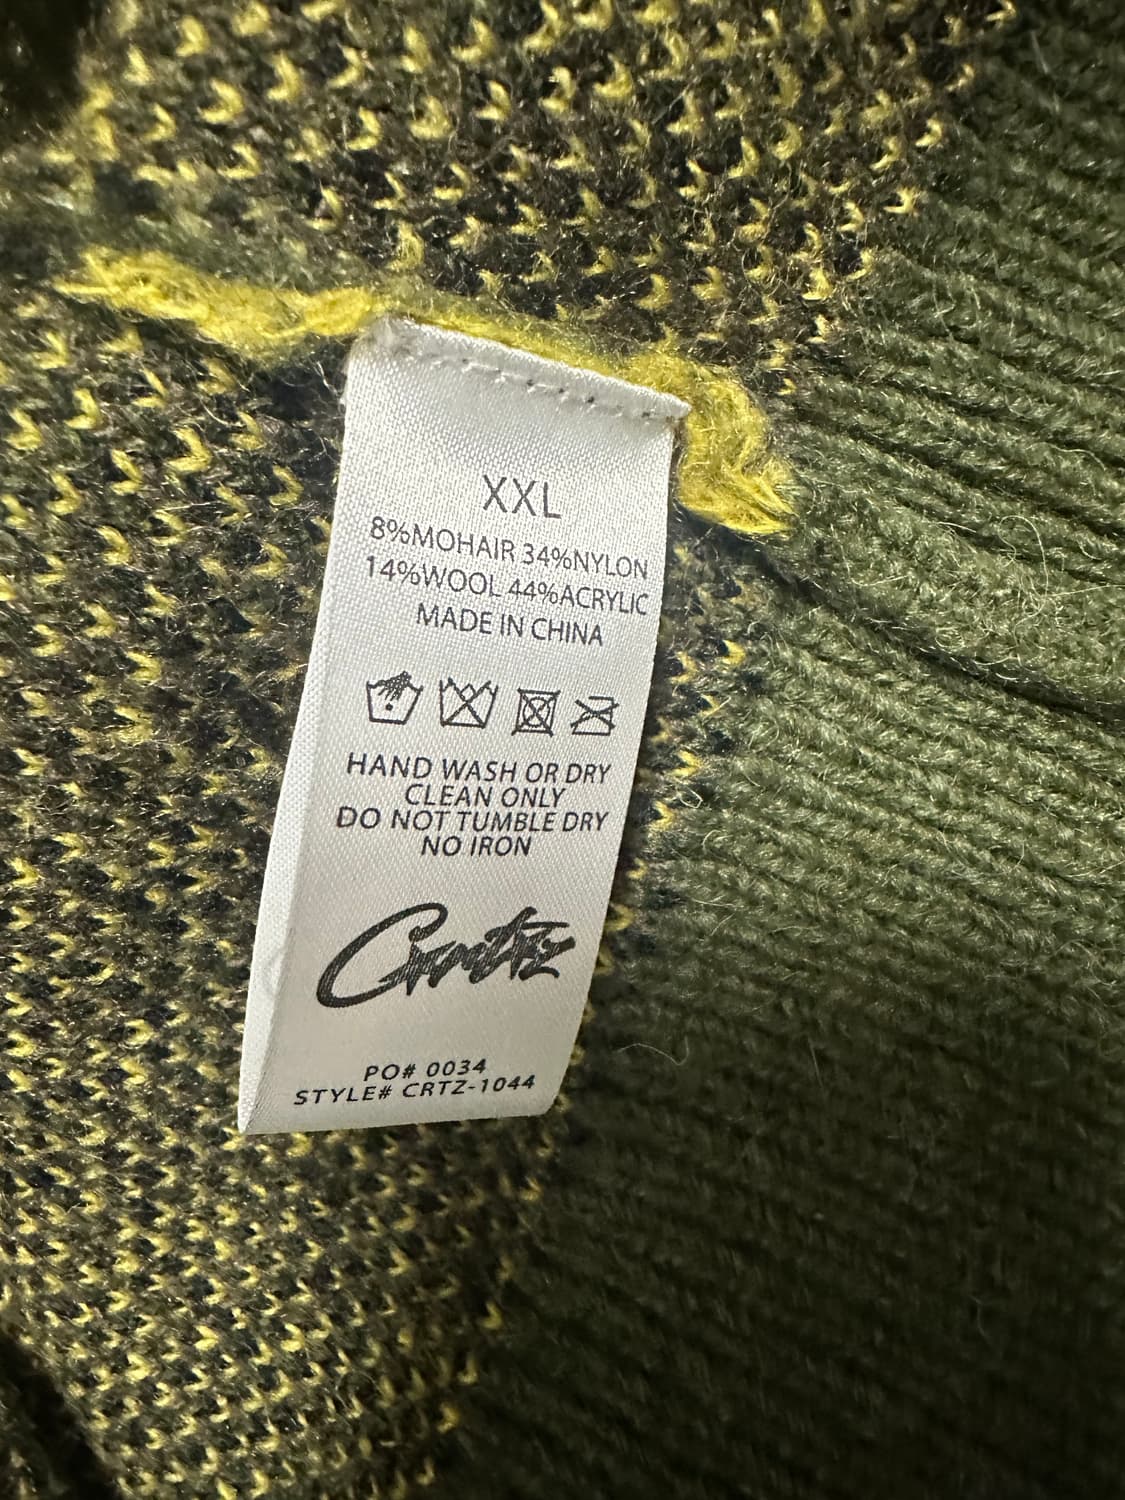 XXL
8%MOHAIR 34%NYLON
14%WOOL 44%ACRYLIC
MADE IN CHINA
HAND WASH OR DRY
CLEAN ONLY
DO NOT TUMBLE DRY
NO IRON
Crrtz
PO# 0034
STYLE# CRTZ-1044